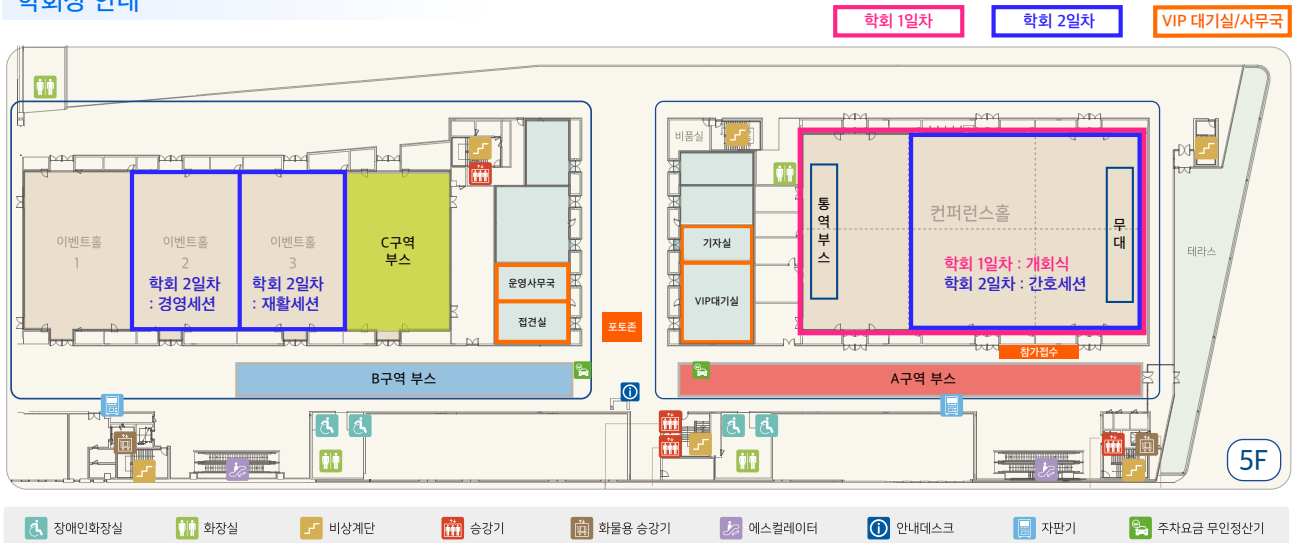 학회장 안내
학회 1일차
학회 2일차
VIP 대기실/사무국
비품실
이벤트홀
1
이벤트홀
2
학회 2일차
: 경영세션
이벤트홀
3
학회 2일차
: 재활세션
C구역
부스
운영사무국
접견실
포토존
기자실
VIP대기실
통역부스
컨퍼런스홀
학회 1일차 : 개회식
학회 2일차 : 간호세션
무대
테라스
참가접수
B구역 부스
A구역 부스
5F
장애인화장실
화장실
비상계단
승강기
화물용 승강기
에스컬레이터
안내데스크
자판기
주차요금 무인정산기